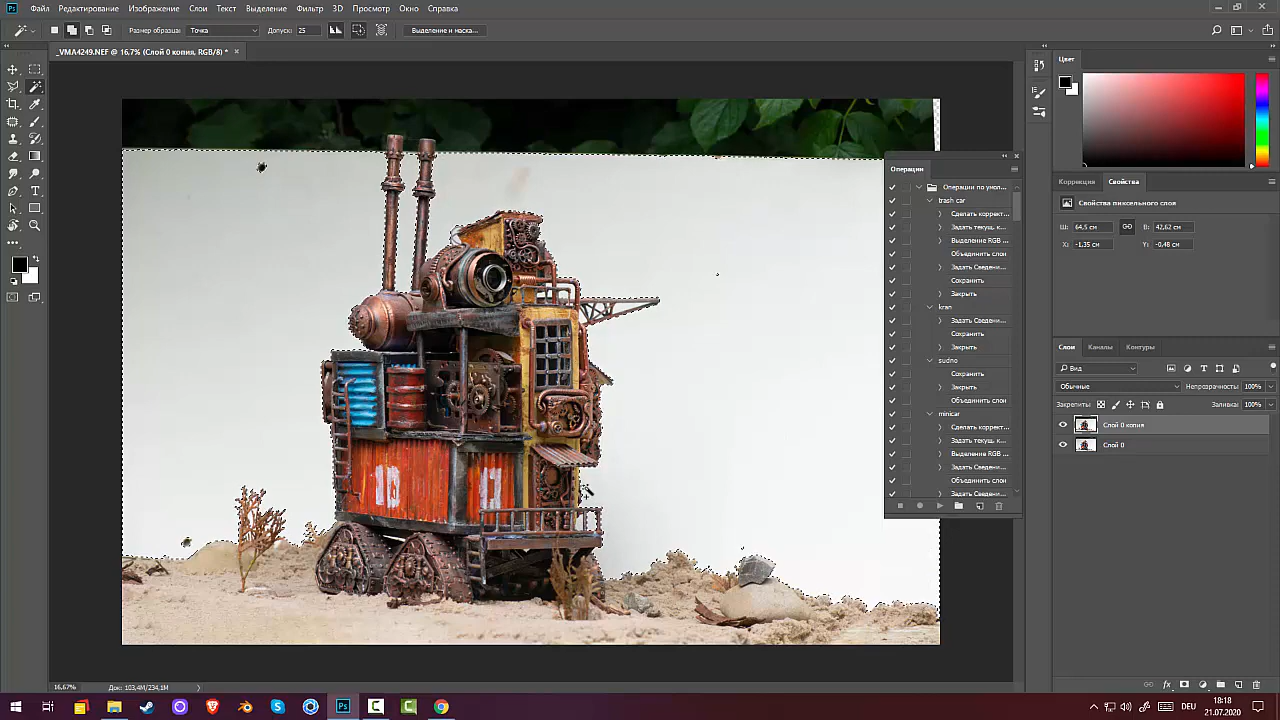 Ps Файл Редактирование Изображение Слои Текст Выделение Фильтр 3D Просмотр Окно Справка
Размер образца: Точка Допуск: 25 Выделение и маска...
_VMA4249.NEF @ 16,7% (Слой 0 копия, RGB/8) * ×
Цвет
Операции
Операции по умол...
trash car
Сделать коррект...
Задать текущ. к...
Выделение RGB ...
Объединить слои
Задать Сведени...
Сохранить
Закрыть
kran
Задать Сведени...
Сохранить
Закрыть
sudno
Сохранить
Закрыть
Объединить слои
minicar
Сделать коррект...
Задать текущ. к...
Выделение RGB ...
Задать Сведени...
Объединить слои
Задать Сведени...
Коррекция Свойства
Свойства пиксельного слоя
Ш: 64,5 см В: 42,62 см
X: -1,35 см Y: -0,48 см
Слои Каналы Контуры
Вид
Обычные Непрозрачность: 100%
Закрепить: Заливка: 100%
Слой 0 копия
Слой 0
16,67% Док: 103,4M/234,1M
18:18
DEU
21.07.2020